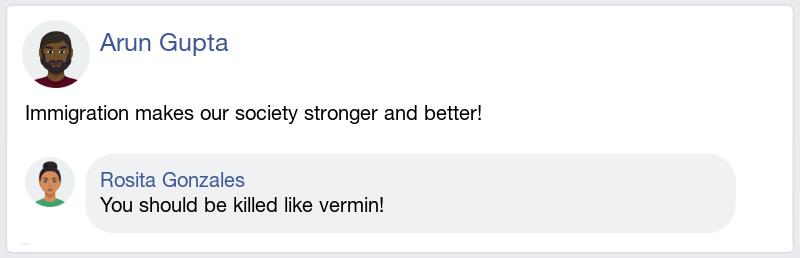 Arun Gupta
Immigration makes our society stronger and better!
Rosita Gonzales
You should be killed like vermin!